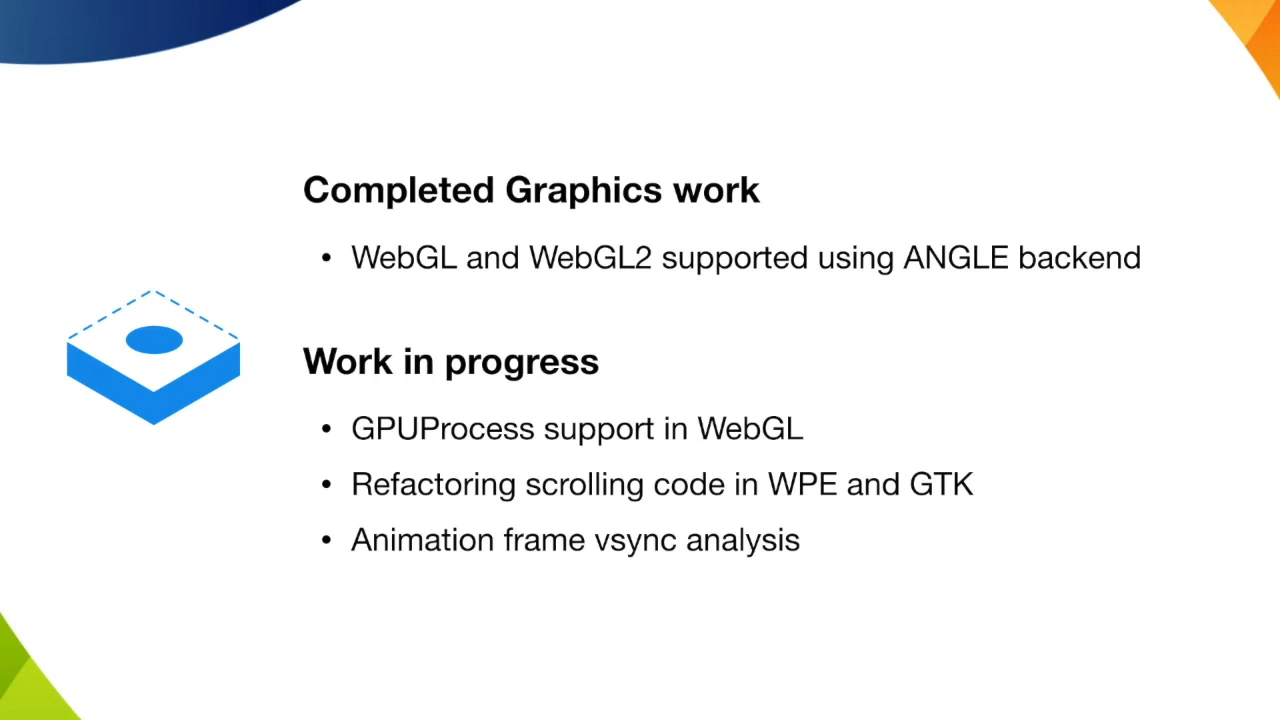 Completed Graphics work
• WebGL and WebGL2 supported using ANGLE backend
Work in progress
• GPUProcess support in WebGL
• Refactoring scrolling code in WPE and GTK
• Animation frame vsync analysis